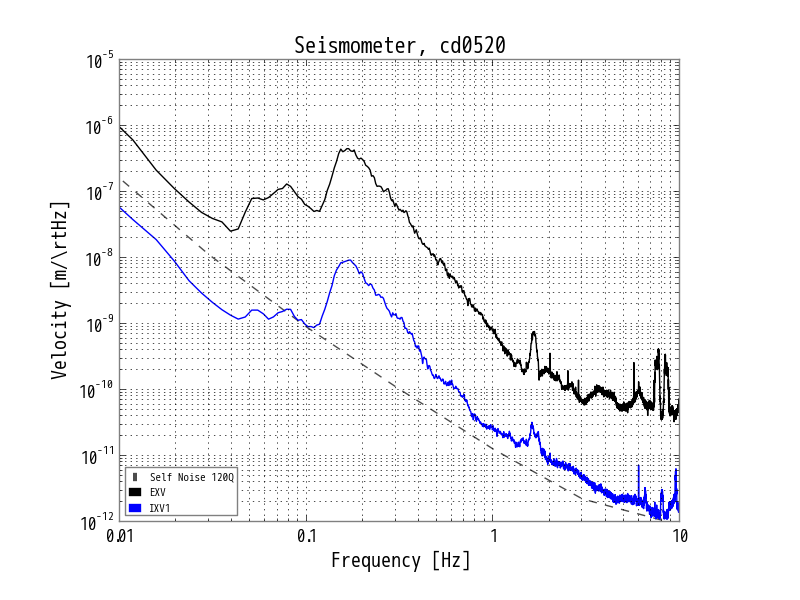 Seismometer, cd0520
10^-5
10^-6
10^-7
10^-8
10^-9
10^-10
10^-11
10^-12
Velocity [m/\rtHz]
Self Noise 120Q
EXV
IXV1
0.01
0.1
1
10
Frequency [Hz]